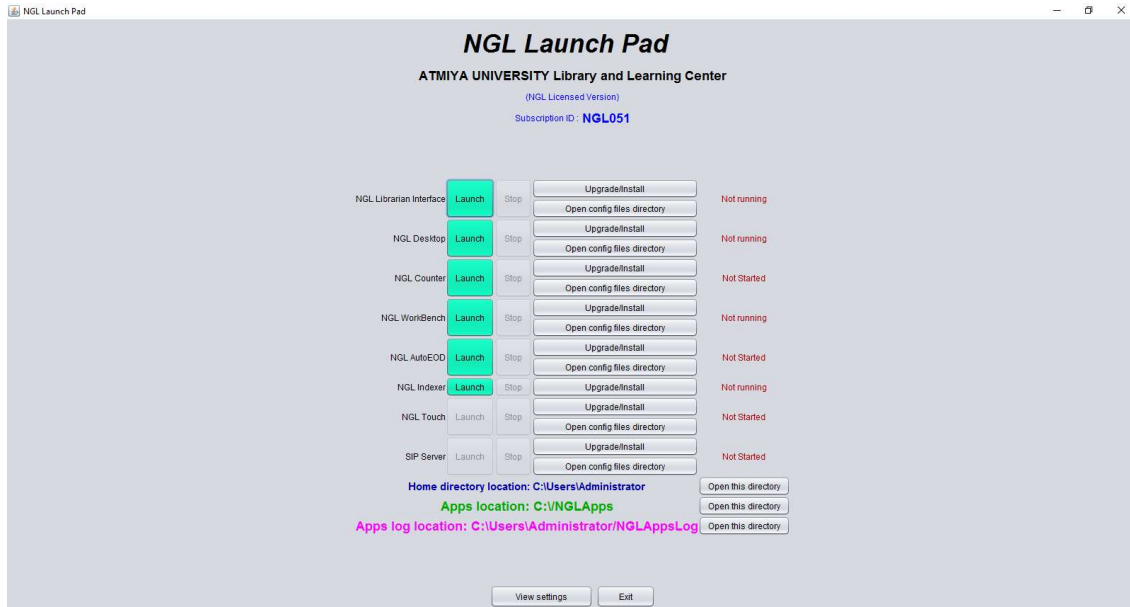 NGL Launch Pad
NGL Launch Pad
ATMIYA UNIVERSITY Library and Learning Center
(NGL Licensed Version)
Subscription ID : NGL051
NGL Librarian Interface Launch Stop Upgrade/Install Not running
Open config files directory
NGL Desktop Launch Stop Upgrade/Install Not running
Open config files directory
NGL Counter Launch Stop Upgrade/Install Not Started
Open config files directory
NGL WorkBench Launch Stop Upgrade/Install Not running
Open config files directory
NGL AutoEOD Launch Stop Upgrade/Install Not Started
Open config files directory
NGL Indexer Launch Stop Upgrade/Install Not running
NGL Touch Launch Stop Upgrade/Install Not Started
Open config files directory
SIP Server Launch Stop Upgrade/Install Not Started
Open config files directory
Home directory location: C:\Users\Administrator Open this directory
Apps location: C:\/NGLApps Open this directory
Apps log location: C:\Users\Administrator/NGLAppsLog Open this directory
View settings Exit